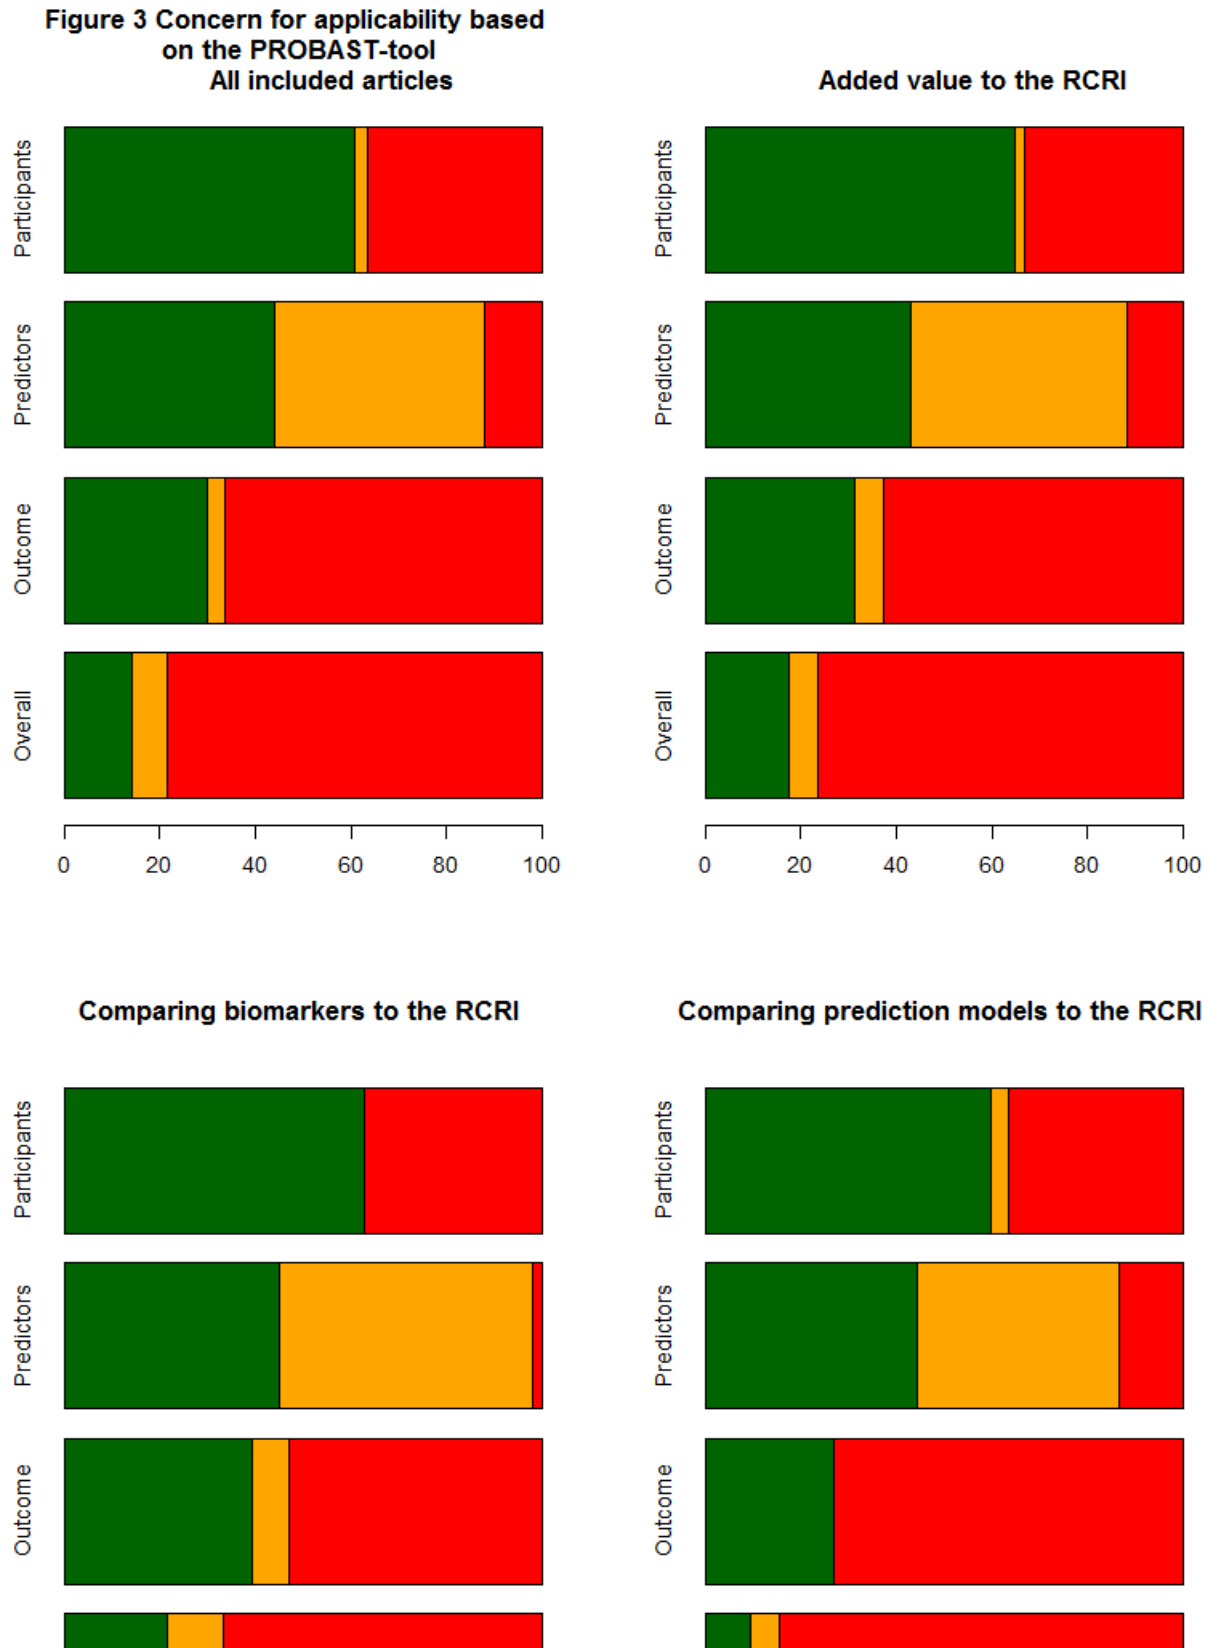 Figure 3 Concern for applicability based
on the PROBAST-tool
All included articles
Participants
Predictors
Outcome
Overall
0 20 40 60 80 100
Added value to the RCRI
Participants
Predictors
Outcome
Overall
0 20 40 60 80 100
Comparing biomarkers to the RCRI
Participants
Predictors
Outcome
Comparing prediction models to the RCRI
Participants
Predictors
Outcome